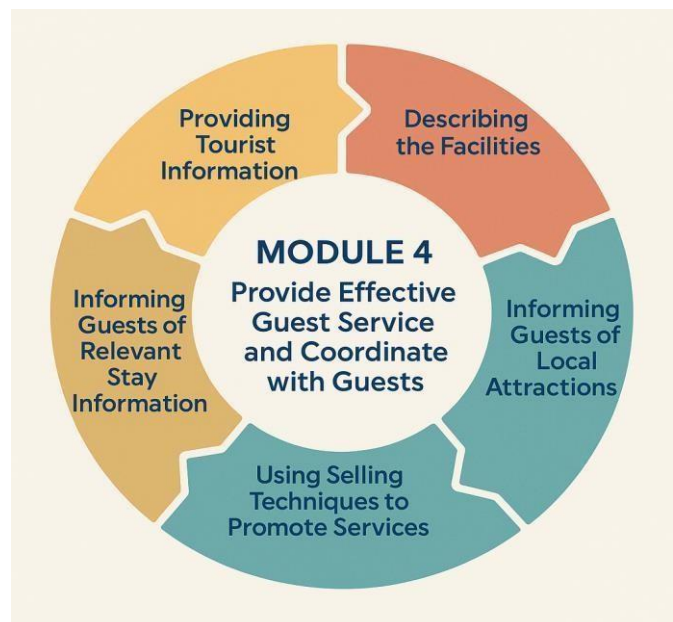 MODULE 4
Provide Effective
Guest Service
and Coordinate
with Guests
Describing
the Facilities
Informing
Guests of
Local
Attractions
Using Selling
Techniques to
Promote Services
Informing
Guests of
Relevant
Stay
Information
Providing
Tourist
Information